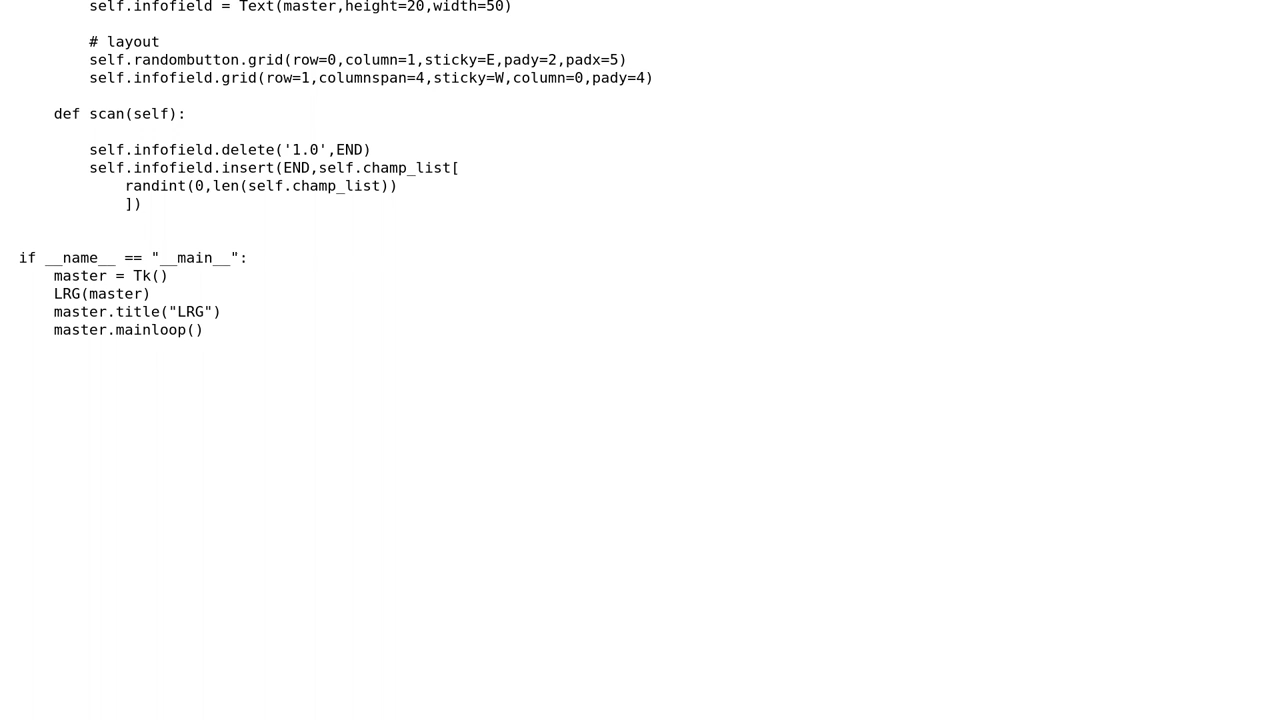 self.infofield = Text(master,height=20,width=50)
# layout
self.randombutton.grid(row=0,column=1,sticky=E,pady=2,padx=5)
self.infofield.grid(row=1,columnspan=4,sticky=W,column=0,pady=4)
def scan(self):
self.infofield.delete('1.0',END)
self.infofield.insert(END,self.champ_list[
randint(0,len(self.champ_list))
])
if __name__ == "__main__":
master = Tk()
LRG(master)
master.title("LRG")
master.mainloop()